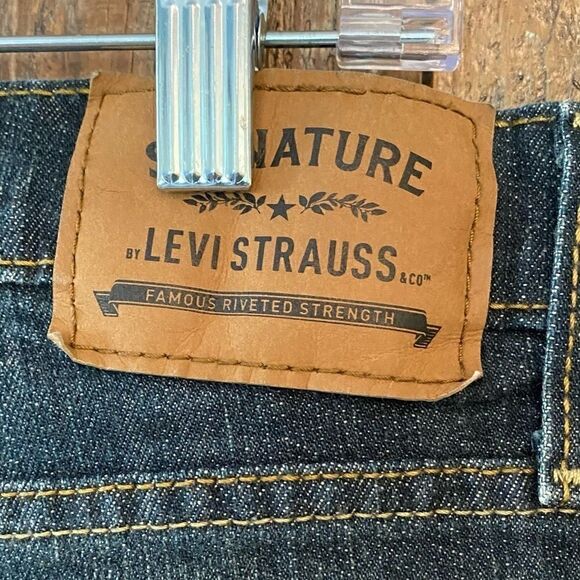 S NATURE
BY LEVI STRAUSS & CO™
FAMOUS RIVETED STRENGTH